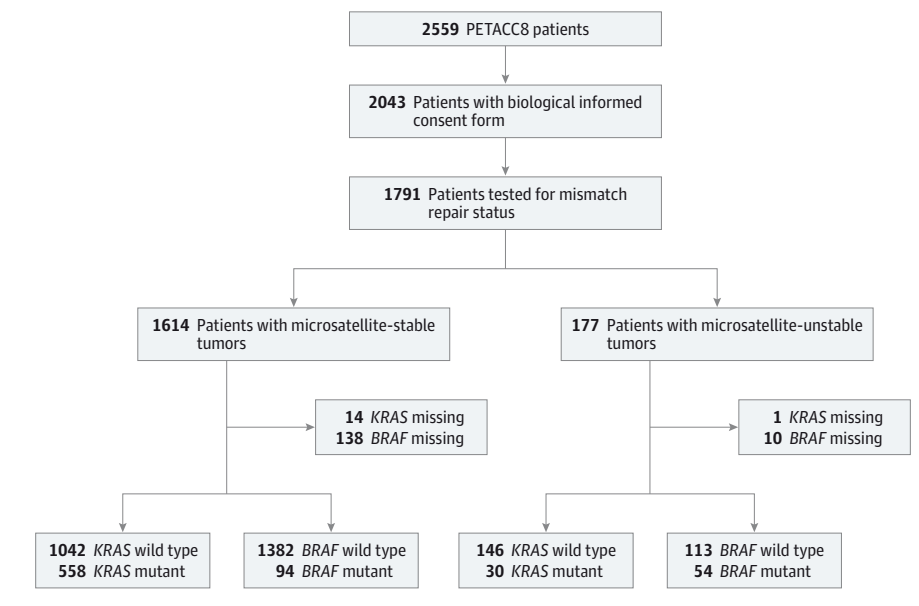 2559 PETACC8 patients
2043 Patients with biological informed
consent form
1791 Patients tested for mismatch
repair status
1614 Patients with microsatellite-stable
tumors
177 Patients with microsatellite-unstable
tumors
14 KRAS missing
138 BRAF missing
1 KRAS missing
10 BRAF missing
1042 KRAS wild type
558 KRAS mutant
1382 BRAF wild type
94 BRAF mutant
146 KRAS wild type
30 KRAS mutant
113 BRAF wild type
54 BRAF mutant